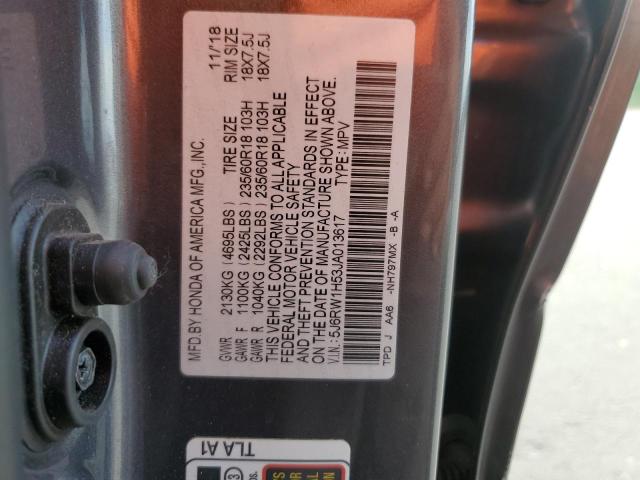 MFD.BY HONDA OF AMERICA MFG.,INC. 11/'18
GVWR 2130KG (4695LBS) TIRE SIZE RIM SIZE
GAWR F 1100KG (2425LBS) 235/60R18 103H 18X7.5J
GAWR R 1040KG (2292LBS) 235/60R18 103H 18X7.5J
THIS VEHICLE CONFORMS TO ALL APPLICABLE
FEDERAL MOTOR VEHICLE SAFETY
AND THEFT PREVENTION STANDARDS IN EFFECT
ON THE DATE OF MANUFACTURE SHOWN ABOVE.
V.I.N.: 5J6RW1H53JA013617 TYPE: MPV
TPD J AA6 -NH797MX -B -A
TLA A1